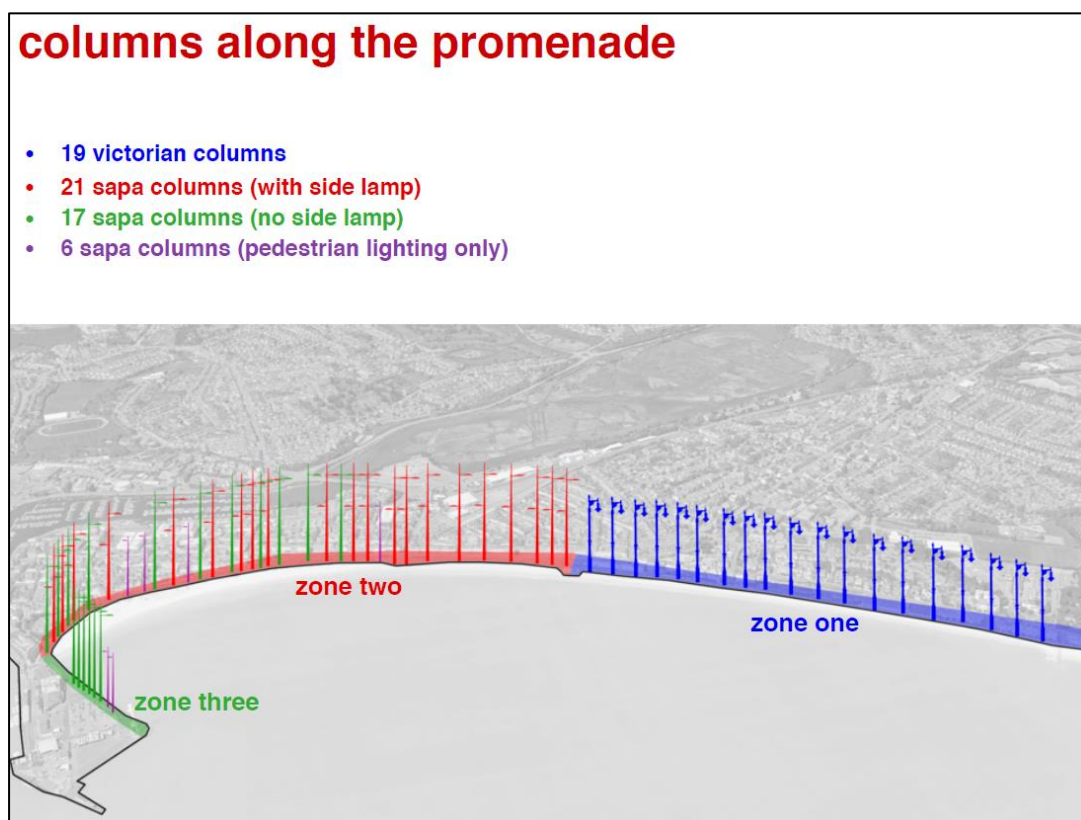 columns along the promenade
• 19 victorian columns
• 21 sapa columns (with side lamp)
• 17 sapa columns (no side lamp)
• 6 sapa columns (pedestrian lighting only)
zone two
zone one
zone three